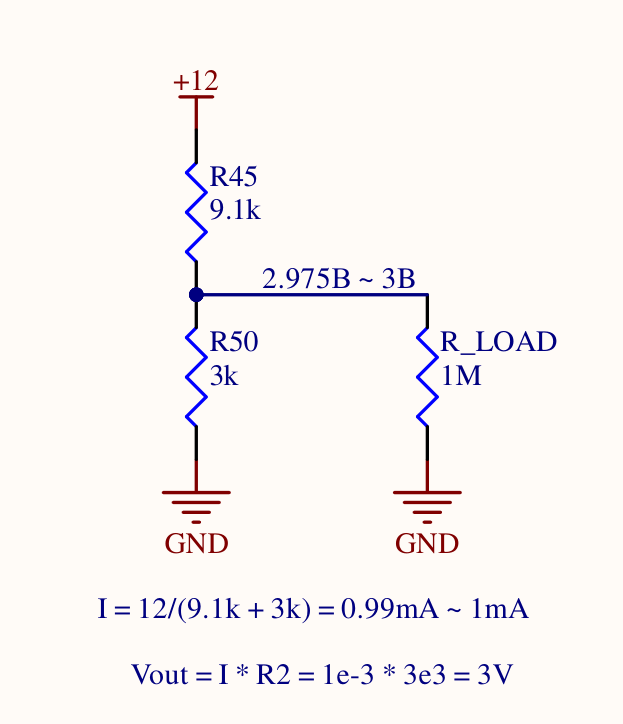 +12
R45
9.1k
2.975B ~ 3B
R50
3k
R_LOAD
1M
GND
GND
I = 12/(9.1k + 3k) = 0.99mA ~ 1mA
Vout = I * R2 = 1e-3 * 3e3 = 3V